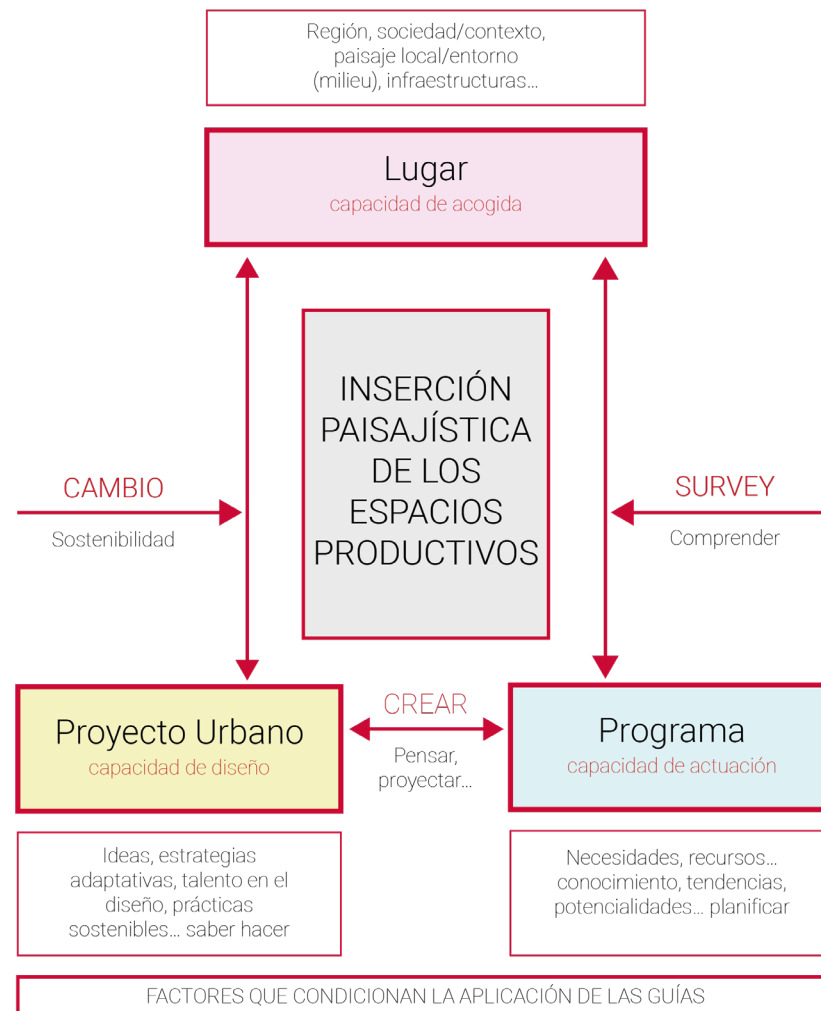 Región, sociedad/contexto,
paisaje local/entorno
(milieu), infraestructuras...
Lugar
capacidad de acogida
INSERCIÓN
PAISAJÍSTICA
DE LOS
ESPACIOS
PRODUCTIVOS
CAMBIO
Sostenibilidad
SURVEY
Comprender
Proyecto Urbano
capacidad de diseño
CREAR
Pensar,
proyectar...
Programa
capacidad de actuación
Ideas, estrategias
adaptativas, talento en el
diseño, prácticas
sostenibles... saber hacer
Necesidades, recursos...
conocimiento, tendencias,
potencialidades... planificar
FACTORES QUE CONDICIONAN LA APLICACIÓN DE LAS GUÍAS